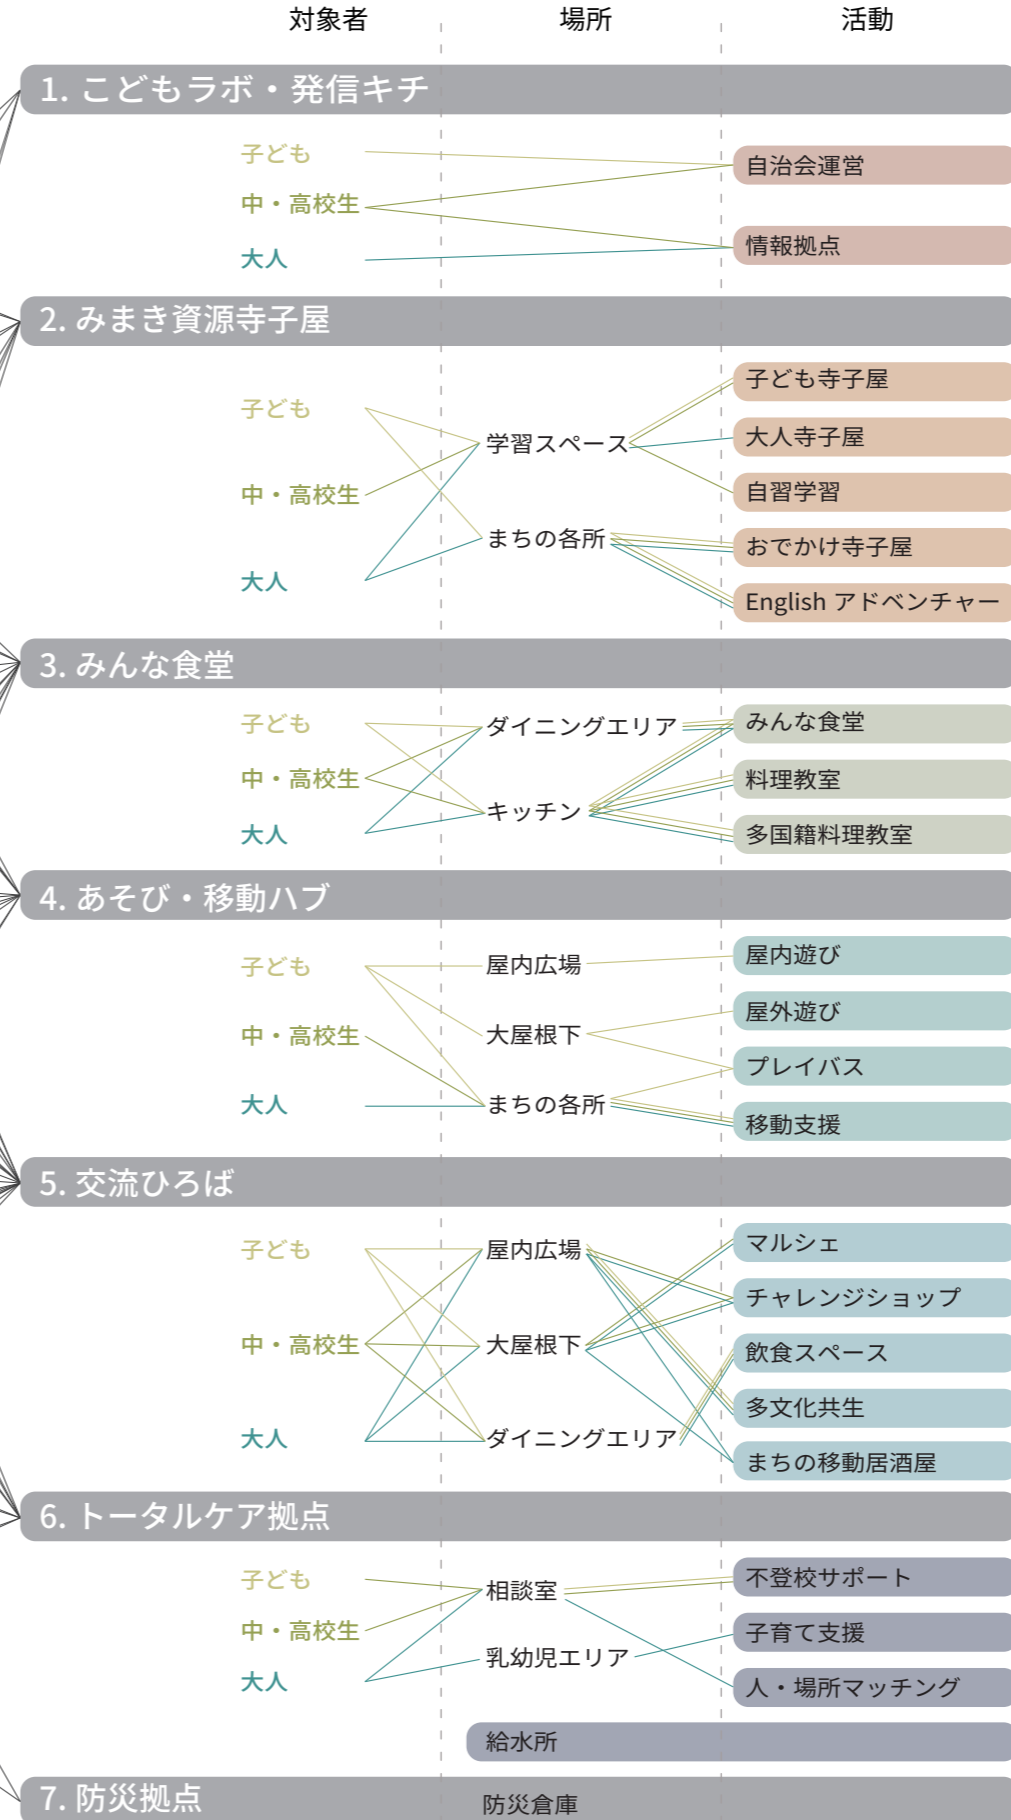 対象者 場所 活動
1. こどもラボ・発信キチ
子ども
自治会運営
中・高校生
情報拠点
大人
2. みまき資源寺子屋
子ども寺子屋
子ども
学習スペース 大人寺子屋
中・高校生 自習学習
まちの各所 おでかけ寺子屋
大人
English アドベンチャー
3. みんな食堂
子ども ダイニングエリア みんな食堂
中・高校生 料理教室
キッチン
大人 多国籍料理教室
4. あそび・移動ハブ
子ども 屋内広場 屋内遊び
屋外遊び
中・高校生 大屋根下
プレイバス
大人 まちの各所
移動支援
5. 交流ひろば
子ども 屋内広場 マルシェ
チャレンジショップ
中・高校生 大屋根下 飲食スペース
多文化共生
大人 ダイニングエリア
まちの移動居酒屋
6. トータルケア拠点
子ども 相談室 不登校サポート
中・高校生 子育て支援
乳幼児エリア
大人 人・場所マッチング
給水所
7. 防災拠点 防災倉庫